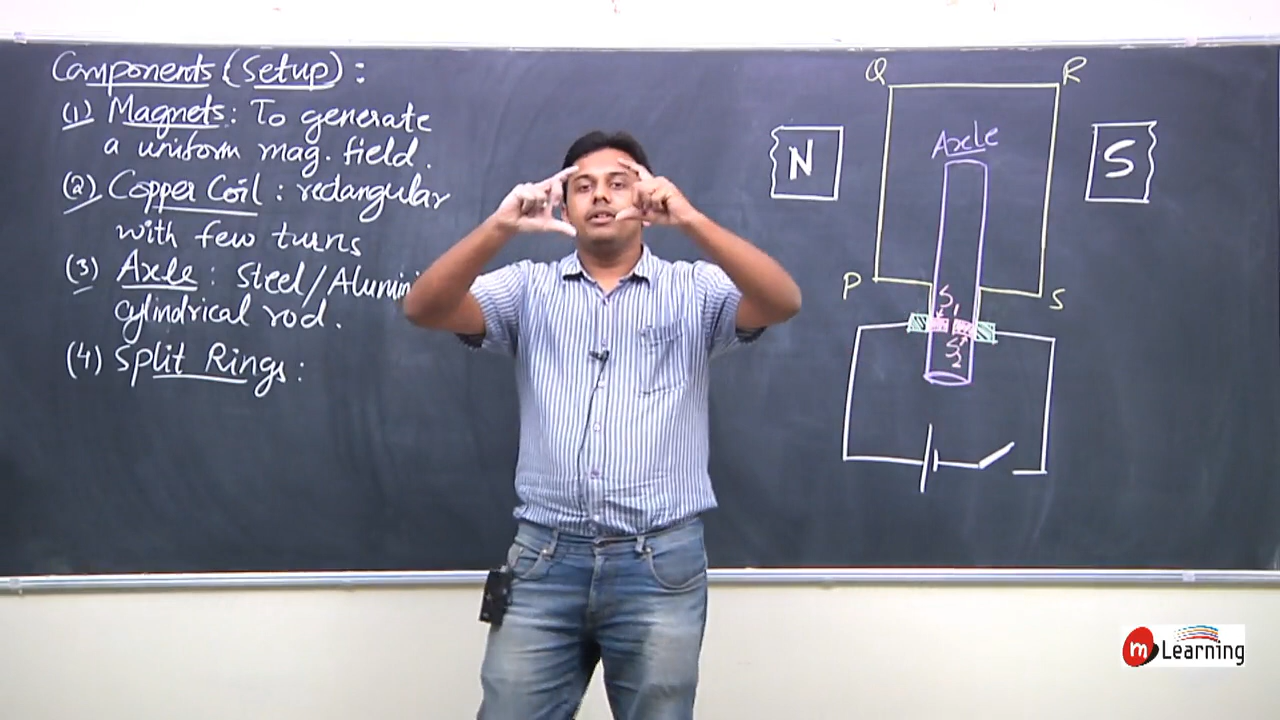 Components (Setup) :
(1) Magnets : To generate
a uniform mag. field.
(2) Copper Coil : rectangular
with few turns
(3) Axle : Steel/Alumini
cylindrical rod.
(4) Split Rings :
Q R
Axle
N S
P S
S1
S2
m Learning